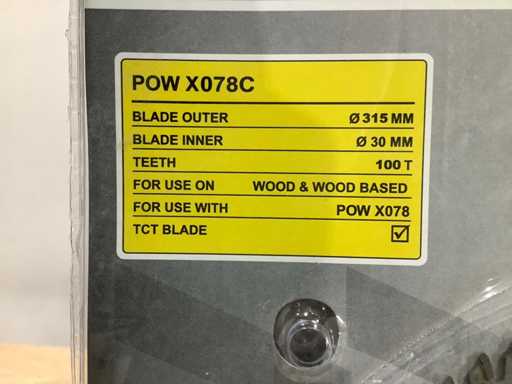 POW X078C
BLADE OUTER Ø 315 MM
BLADE INNER Ø 30 MM
TEETH 100 T
FOR USE ON WOOD & WOOD BASED
FOR USE WITH POW X078
TCT BLADE ☑